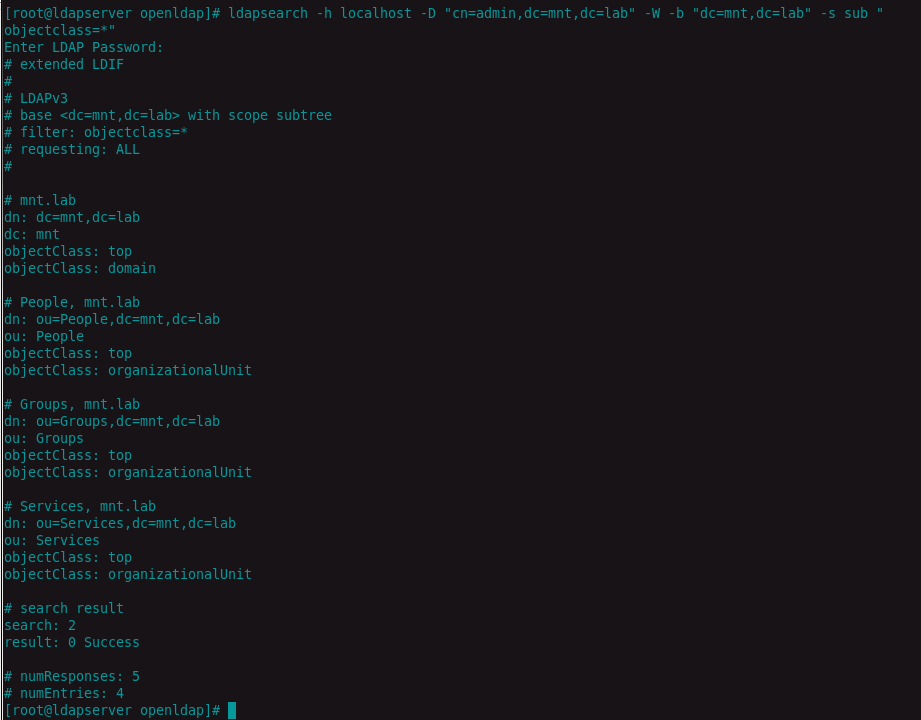 [root@ldapserver openldap]# ldapsearch -h localhost -D "cn=admin,dc=mnt,dc=lab" -W -b "dc=mnt,dc=lab" -s sub "
objectclass=*"
Enter LDAP Password:
# extended LDIF
#
# LDAPv3
# base <dc=mnt,dc=lab> with scope subtree
# filter: objectclass=*
# requesting: ALL
#

# mnt.lab
dn: dc=mnt,dc=lab
dc: mnt
objectClass: top
objectClass: domain

# People, mnt.lab
dn: ou=People,dc=mnt,dc=lab
ou: People
objectClass: top
objectClass: organizationalUnit

# Groups, mnt.lab
dn: ou=Groups,dc=mnt,dc=lab
ou: Groups
objectClass: top
objectClass: organizationalUnit

# Services, mnt.lab
dn: ou=Services,dc=mnt,dc=lab
ou: Services
objectClass: top
objectClass: organizationalUnit

# search result
search: 2
result: 0 Success

# numResponses: 5
# numEntries: 4
[root@ldapserver openldap]#